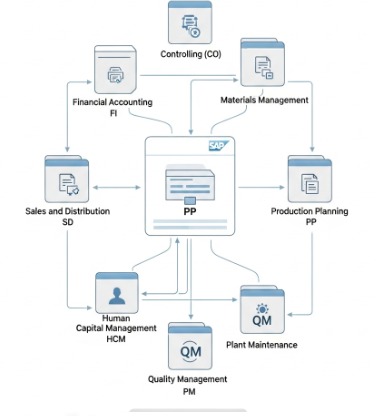 Controlling (CO)
Financial Accounting
FI
Materials Management
SAP
PP
Sales and Distribution
SD
Production Planning
PP
Human
Capital Management
HCM
QM
Plant Maintenance
QM
Quality Management
PM